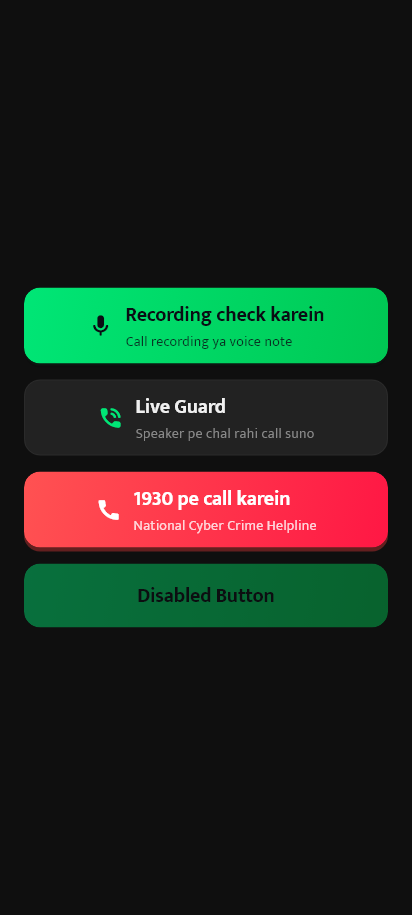 Recording check karein
Call recording ya voice note
Live Guard
Speaker pe chal rahi call suno
1930 pe call karein
National Cyber Crime Helpline
Disabled Button